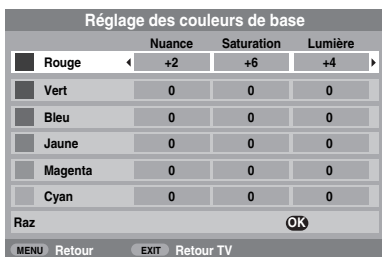 Réglage des couleurs de base
Nuance Saturation Lumière
Rouge +2 +6 +4
Vert 0 0 0
Bleu 0 0 0
Jaune 0 0 0
Magenta 0 0 0
Cyan 0 0 0
Raz OK
MENU Retour EXIT Retour TV